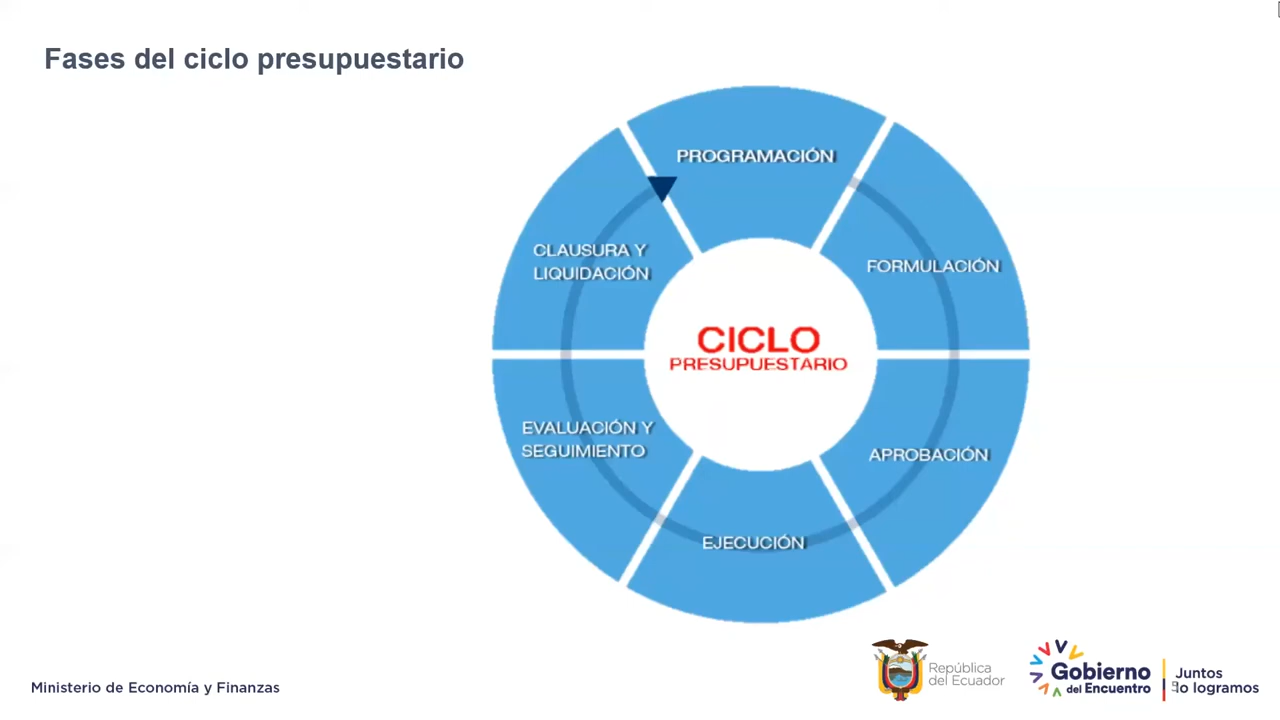 Fases del ciclo presupuestario
PROGRAMACIÓN
FORMULACIÓN
APROBACIÓN
EJECUCIÓN
EVALUACIÓN Y
SEGUIMIENTO
CLAUSURA Y
LIQUIDACIÓN
CICLO
PRESUPUESTARIO
Ministerio de Economía y Finanzas
República
del Ecuador
Gobierno
del Encuentro
Juntos
lo logramos